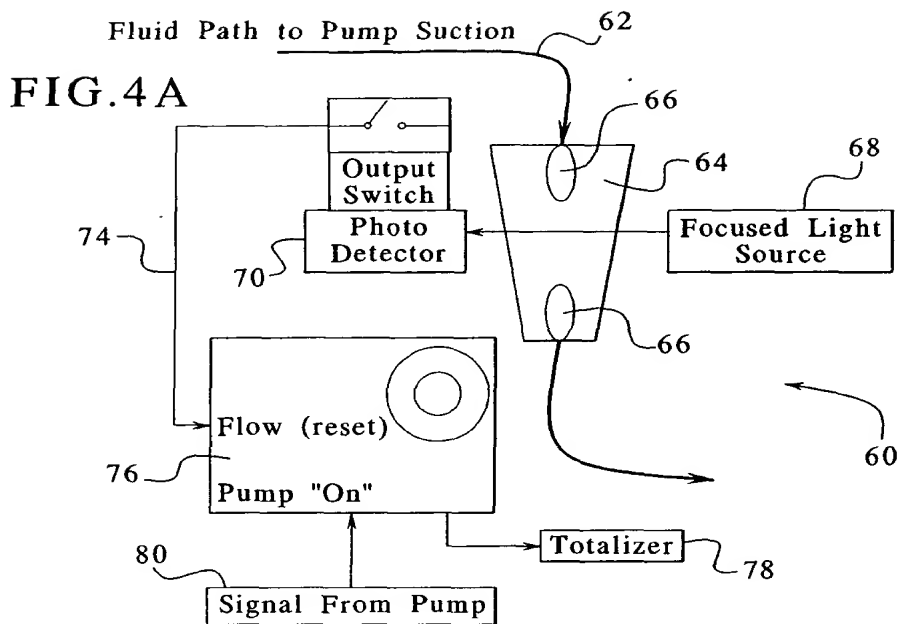 Fluid Path to Pump Suction
62
FIG.4A
66
64
68
Output
Switch
74
Photo
Detector
70
Focused Light
Source
66
Flow (reset)
76
60
Pump "On"
80
Totalizer
78
Signal From Pump